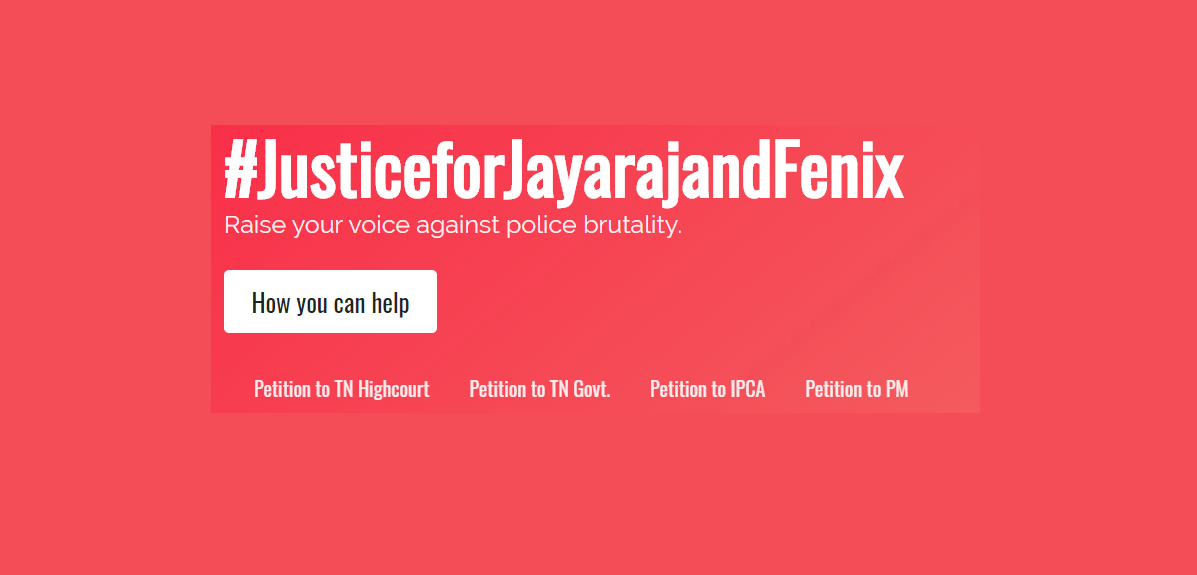 #JusticeforJayarajandFenix
Raise your voice against police brutality.
How you can help
Petition to TN Highcourt Petition to TN Govt. Petition to IPCA Petition to PM